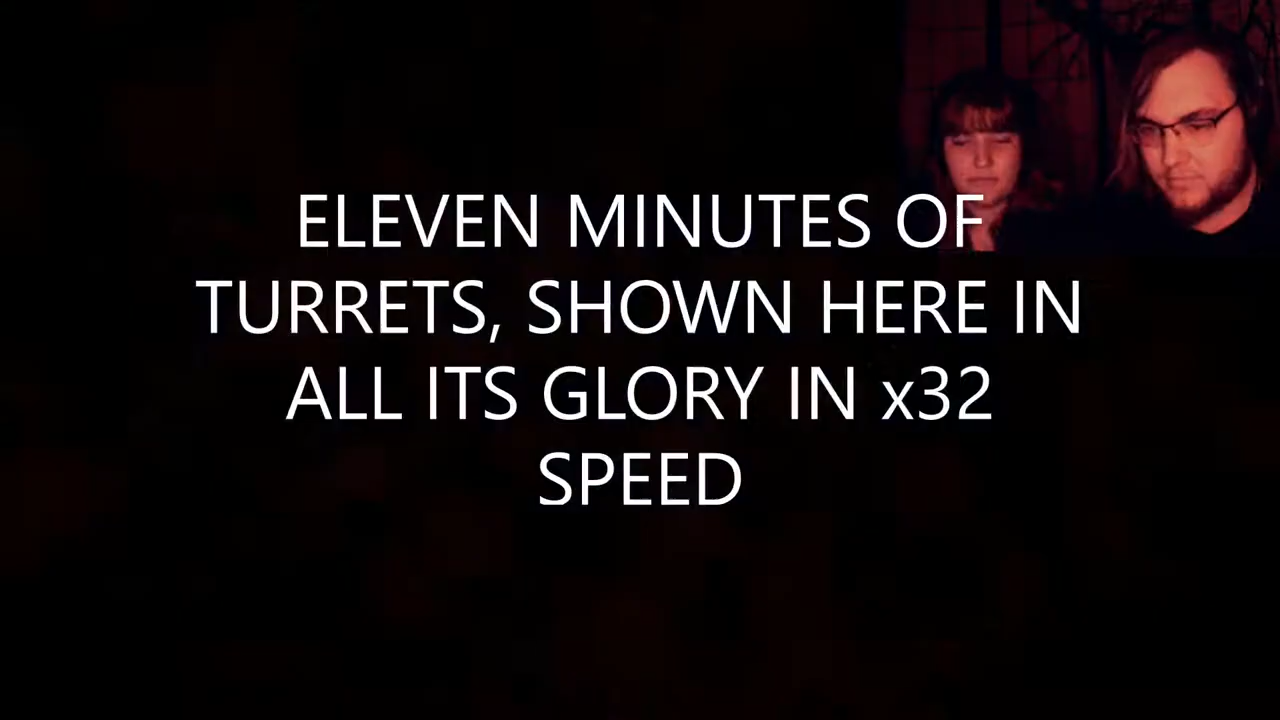 ELEVEN MINUTES OF
TURRETS, SHOWN HERE IN
ALL ITS GLORY IN x32
SPEED